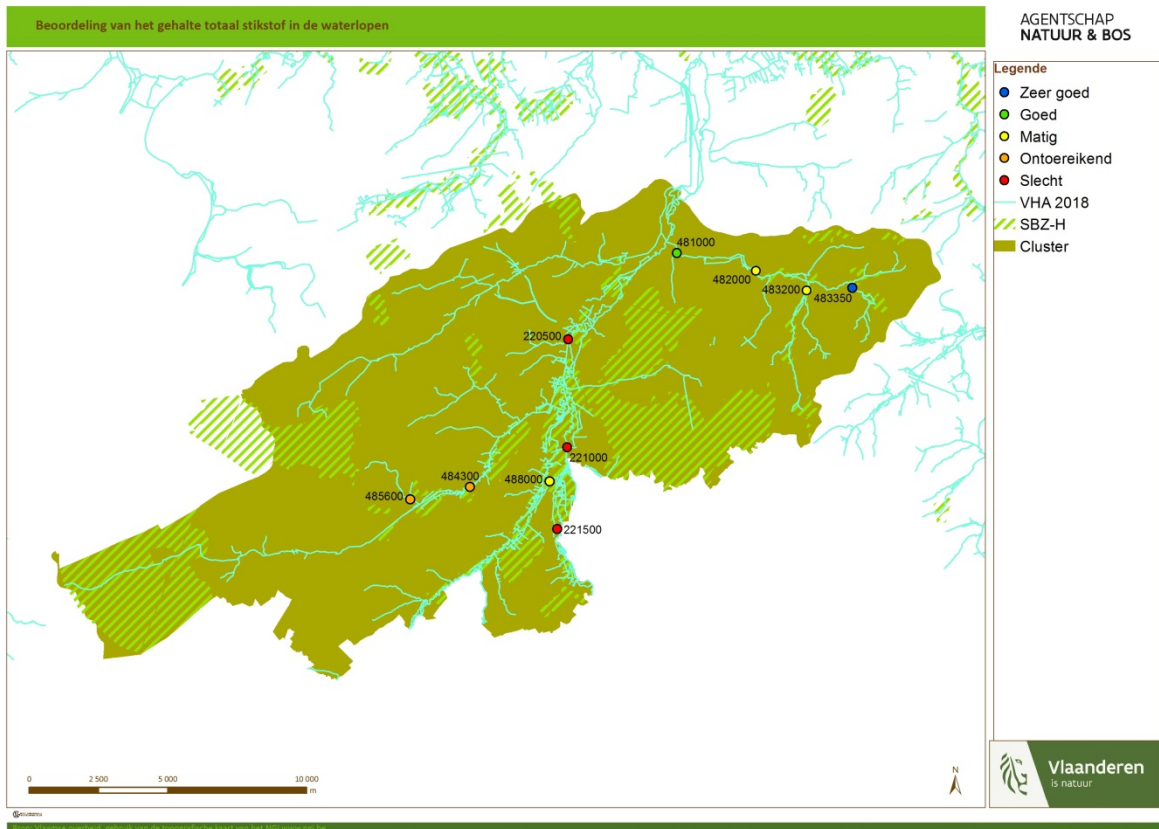 Beoordeling van het gehalte totaal stikstof in de waterlopen
AGENTSCHAP
NATUUR & BOS
Legende
Zeer goed
Goed
Matig
Ontoereikend
Slecht
VHA 2018
SBZ-H
Cluster
481000
482000
483200
483350
220500
221000
484300
488000
485600
221500
0
2 500
5 000
10 000
m
N
Vlaanderen
is natuur